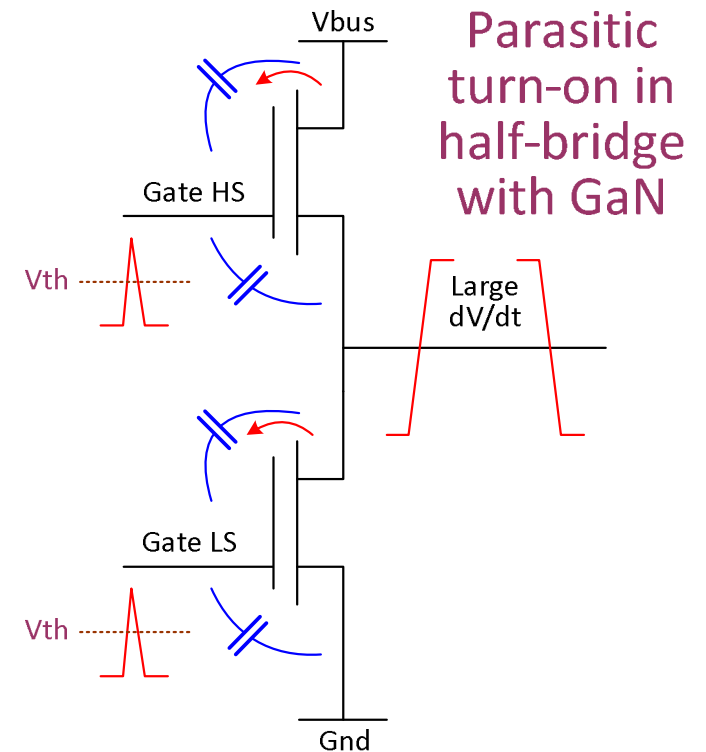 Vbus
Parasitic
turn-on in
half-bridge
with GaN
Gate HS
Vth
Large
dV/dt
Gate LS
Vth
Gnd